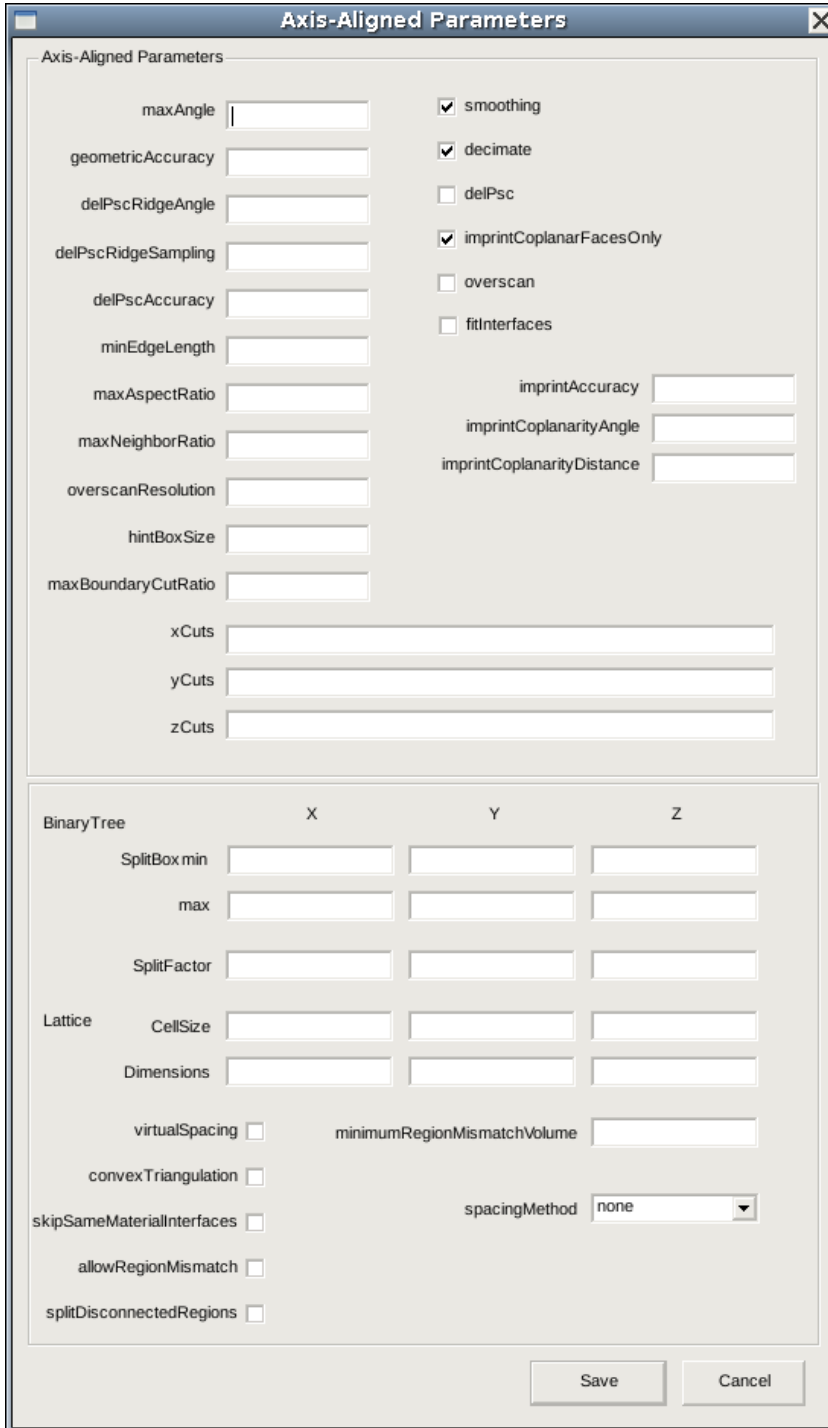 Axis-Aligned Parameters
Axis-Aligned Parameters
maxAngle
geometricAccuracy
delPscRidgeAngle
delPscRidgeSampling
delPscAccuracy
minEdgeLength
maxAspectRatio
maxNeighborRatio
overscanResolution
hintBoxSize
maxBoundaryCutRatio
smoothing
decimate
delPsc
imprintCoplanarFacesOnly
overscan
fitInterfaces
imprintAccuracy
imprintCoplanarityAngle
imprintCoplanarityDistance
xCuts
yCuts
zCuts
BinaryTree
X Y Z
SplitBox min
max
SplitFactor
Lattice CellSize
Dimensions
virtualSpacing
convexTriangulation
skipSameMaterialInterfaces
allowRegionMismatch
splitDisconnectedRegions
minimumRegionMismatchVolume
spacingMethod none
Save Cancel